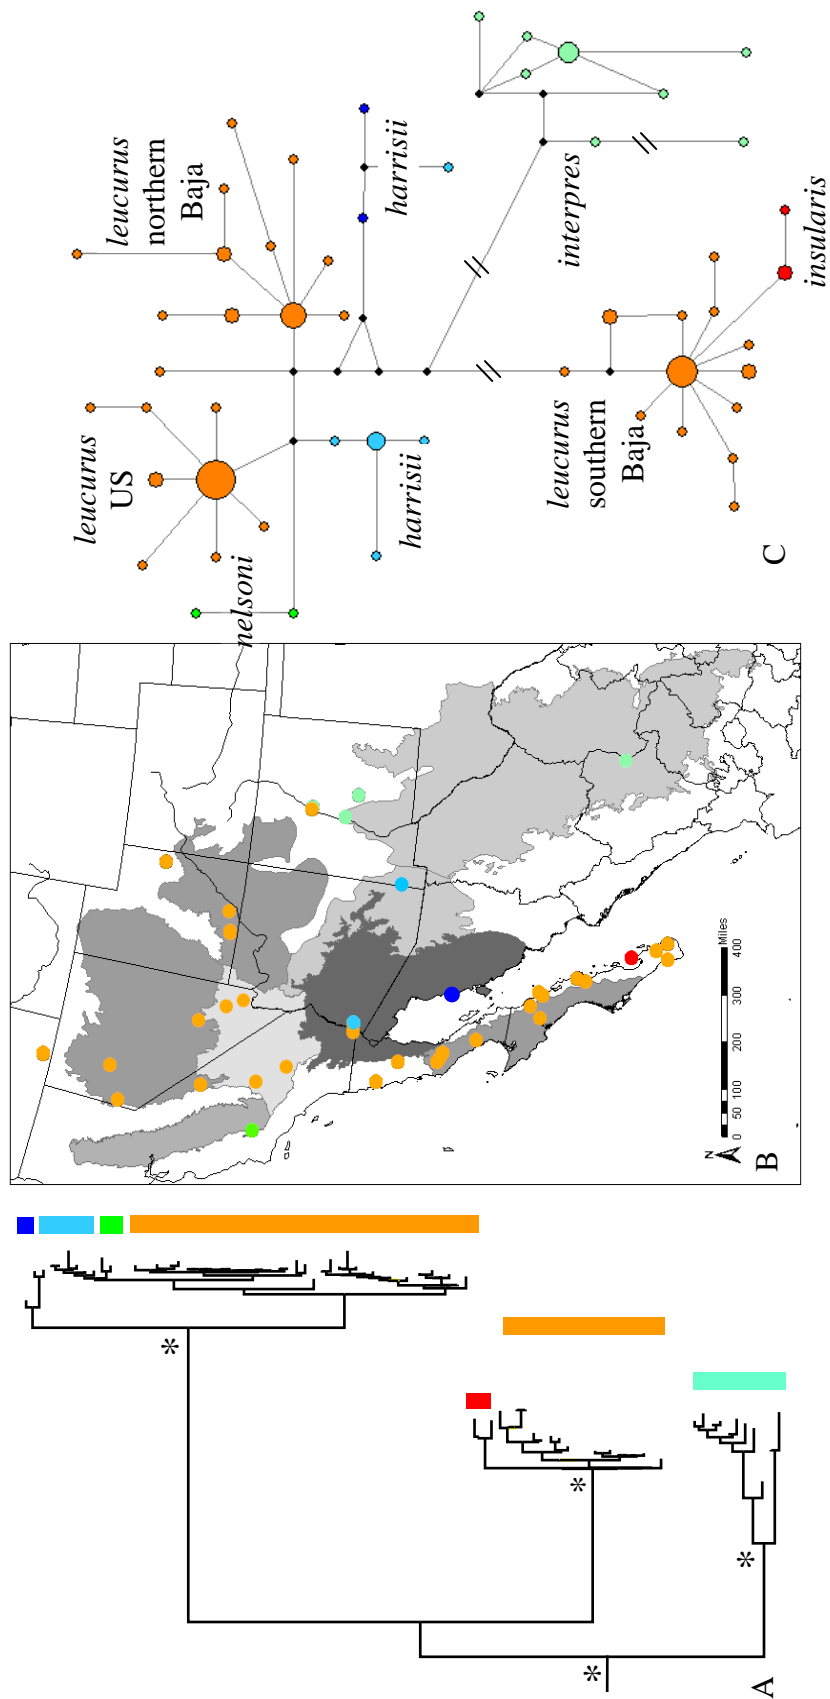 A
*
*
*
*
B
N
0 50 100 200 300 400
Miles
C
nelsoni
leucurus
US
harrisii
leucurus
northern
Baja
harrisii
interpres
leucurus
southern
Baja
insularis